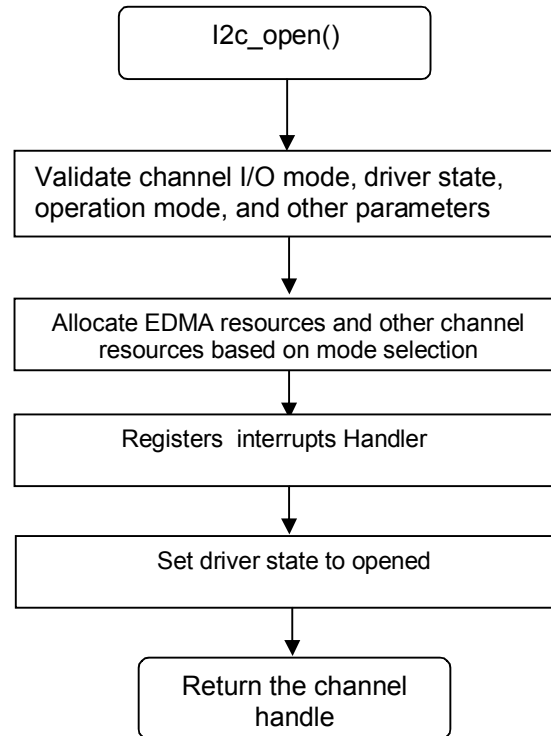 I2c_open()
Validate channel I/O mode, driver state,
operation mode, and other parameters
Allocate EDMA resources and other channel
resources based on mode selection
Registers  interrupts Handler
Set driver state to opened
Return the channel
handle